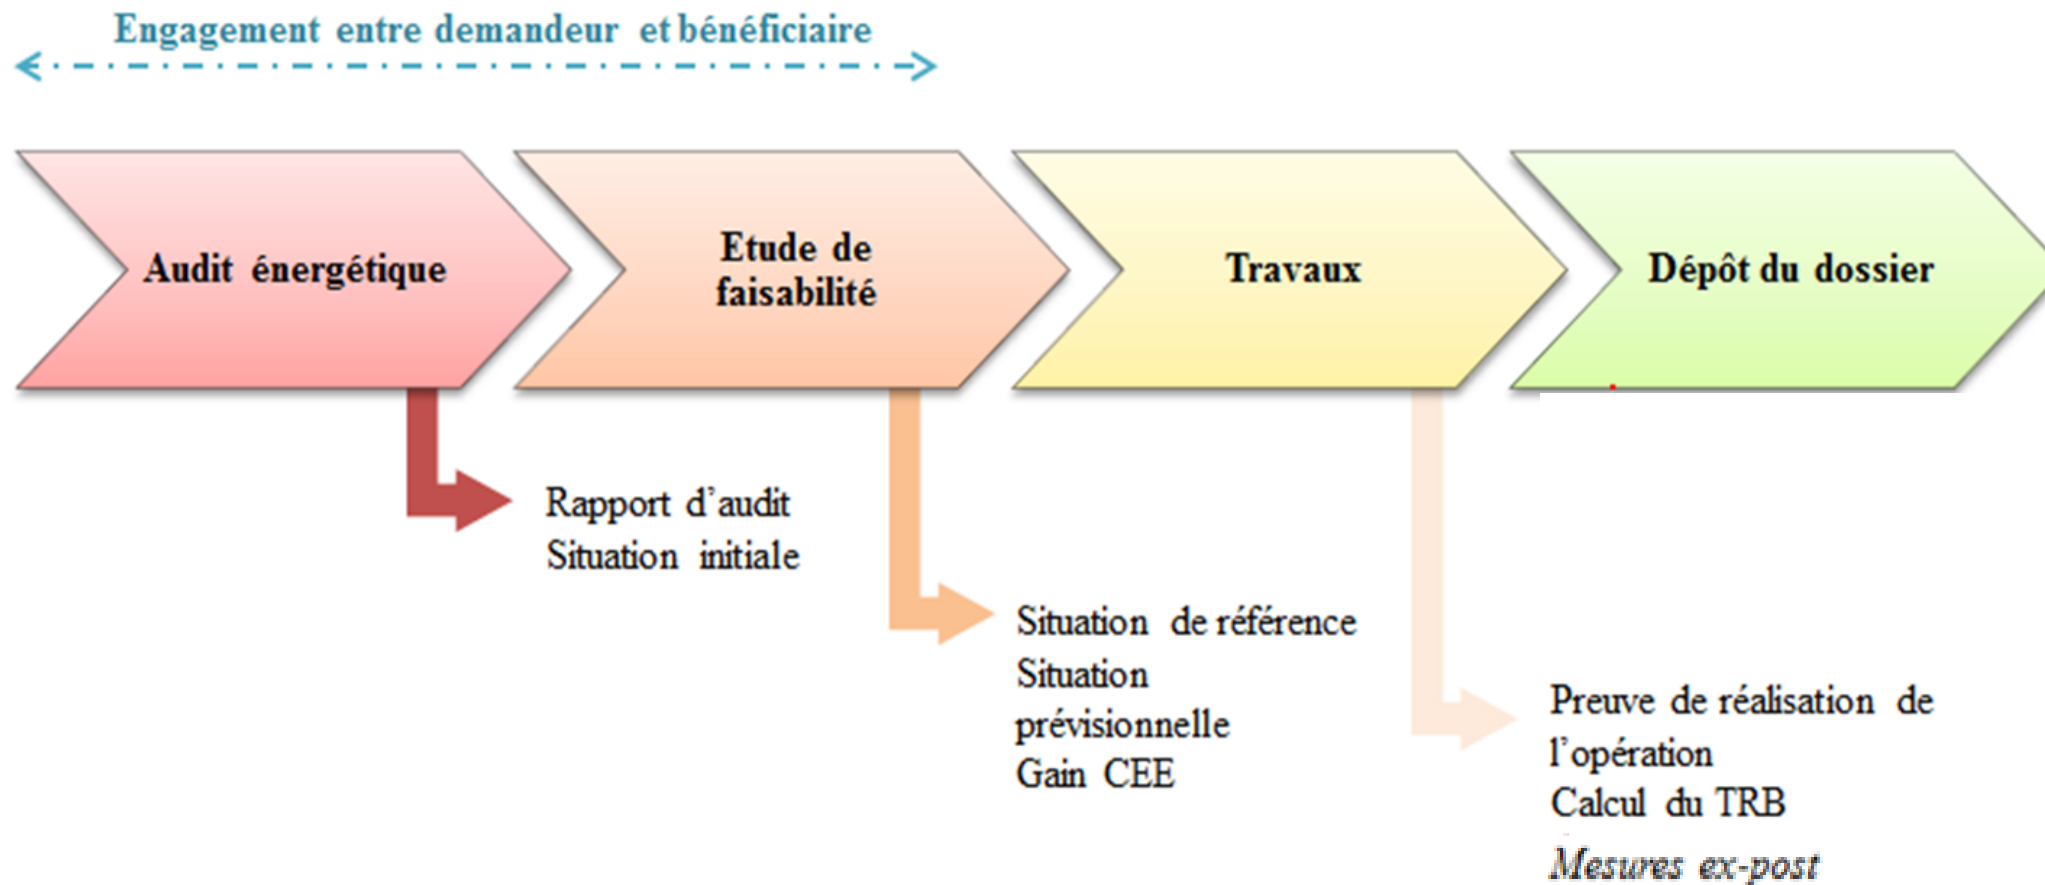 Engagement entre demandeur et bénéficiaire
Audit énergétique
Etude de
faisabilité
Travaux
Dépôt du dossier
Rapport d’audit
Situation initiale
Situation de référence
Situation
prévisionnelle
Gain CEE
Preuve de réalisation de
l’opération
Calcul du TRB
Mesures ex-post